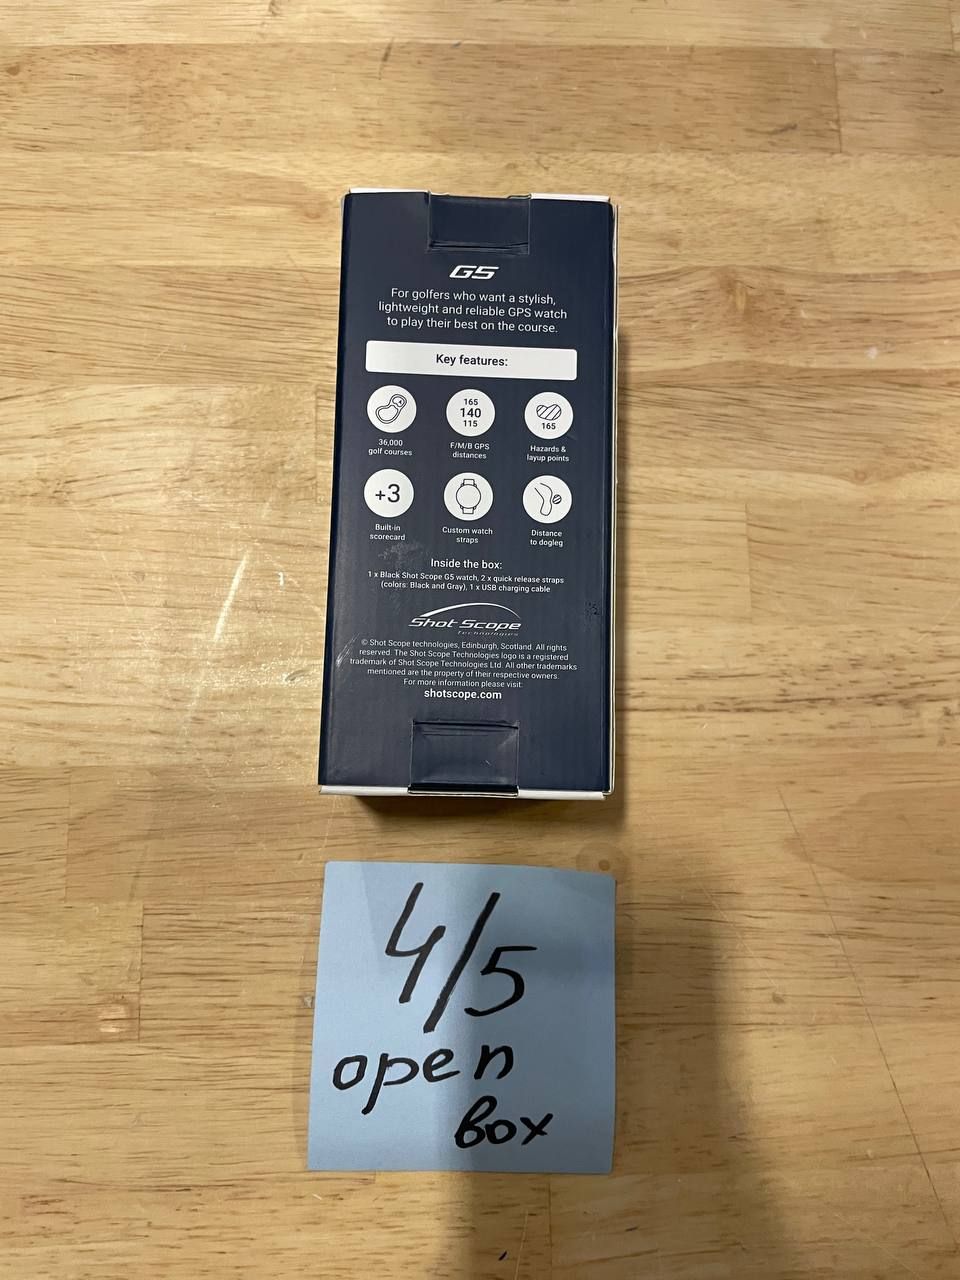 G5
For golfers who want a stylish,
lightweight and reliable GPS watch
to play their best on the course.
Key features:
165
140
115
165
36,000
golf courses
F/M/B GPS
distances
Hazards &
layup points
+3
Built-in
scorecard
Custom watch
straps
Distance
to dogleg
Inside the box:
1 x Black Shot Scope G5 watch, 2 x quick release straps
(colors: Black and Gray), 1 x USB charging cable
Shot Scope
Technologies
© Shot Scope technologies, Edinburgh, Scotland. All rights
reserved. The Shot Scope Technologies logo is a registered
trademark of Shot Scope Technologies Ltd. All other trademarks
mentioned are the property of their respective owners.
For more information please visit:
shotscope.com
4/5
open
box